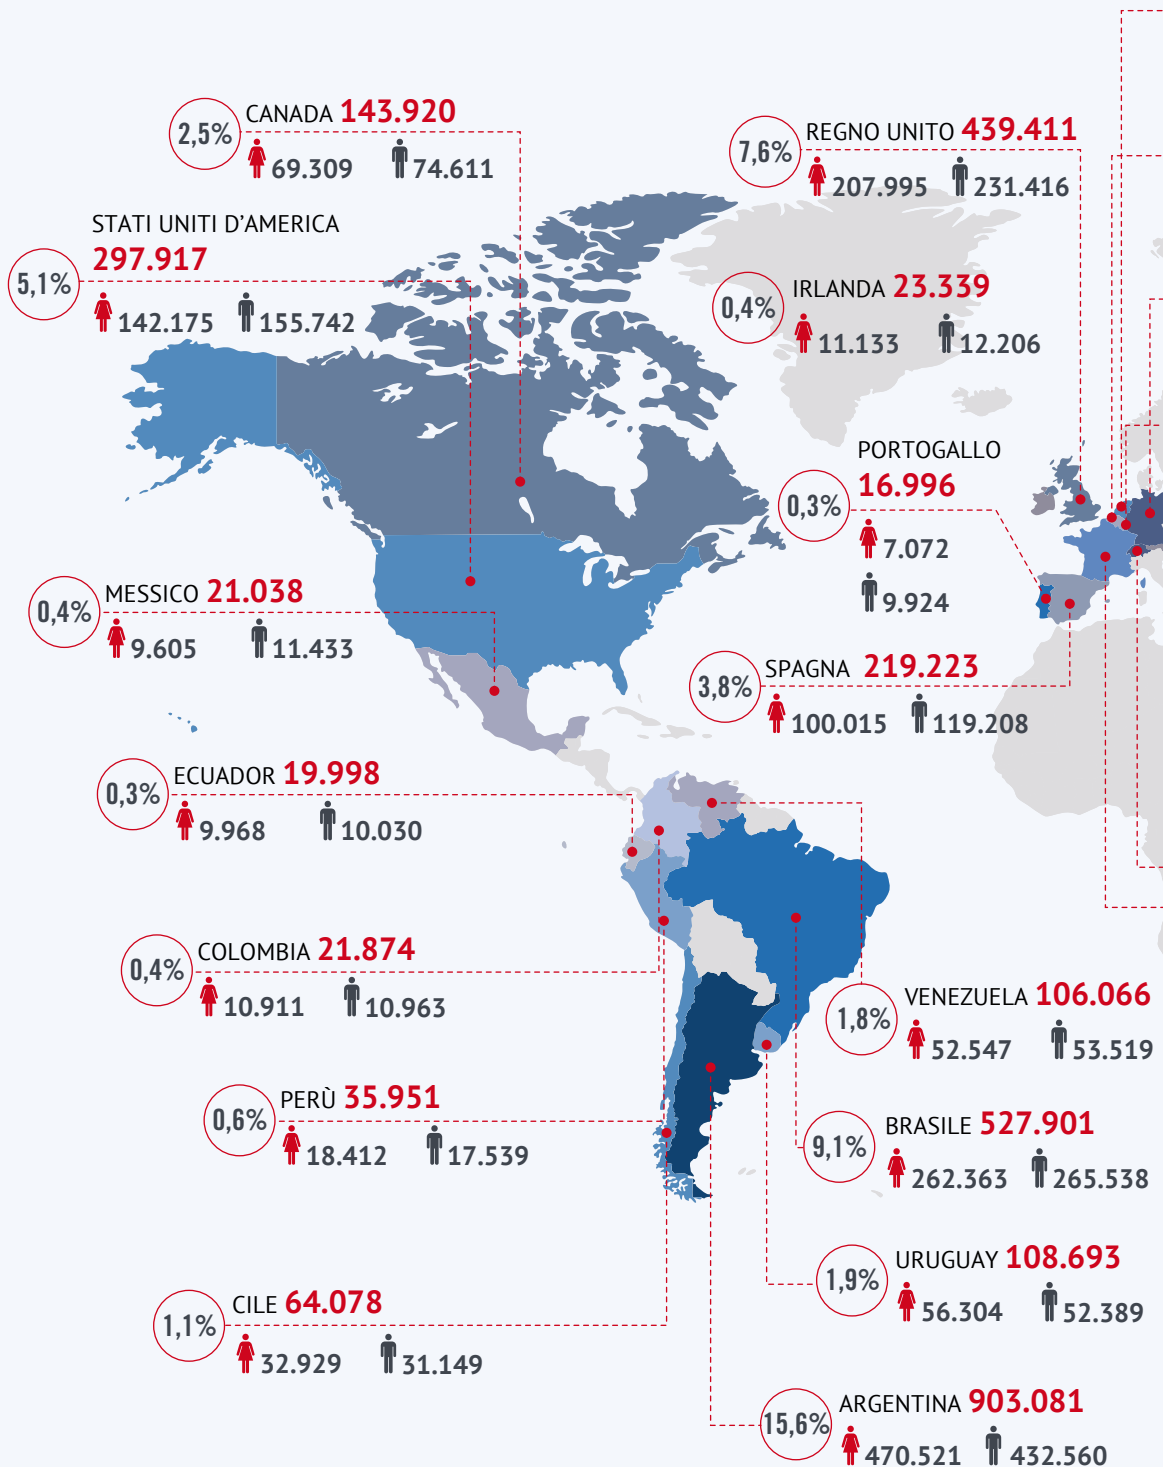 2,5%
CANADA 143.920
69.309 74.611
STATI UNITI D’AMERICA
297.917
5,1%
142.175 155.742
MESSICO 21.038
0,4%
9.605 11.433
ECUADOR 19.998
0,3%
9.968 10.030
COLOMBIA 21.874
0,4%
10.911 10.963
PERÙ 35.951
0,6%
18.412 17.539
CILE 64.078
1,1%
32.929 31.149
REGNO UNITO 439.411
7,6%
207.995 231.416
IRLANDA 23.339
0,4%
11.133 12.206
PORTOGALLO
16.996
0,3%
7.072
9.924
SPAGNA 219.223
3,8%
100.015 119.208
VENEZUELA 106.066
1,8%
52.547 53.519
BRASILE 527.901
9,1%
262.363 265.538
URUGUAY 108.693
1,9%
56.304 52.389
ARGENTINA 903.081
15,6%
470.521 432.560